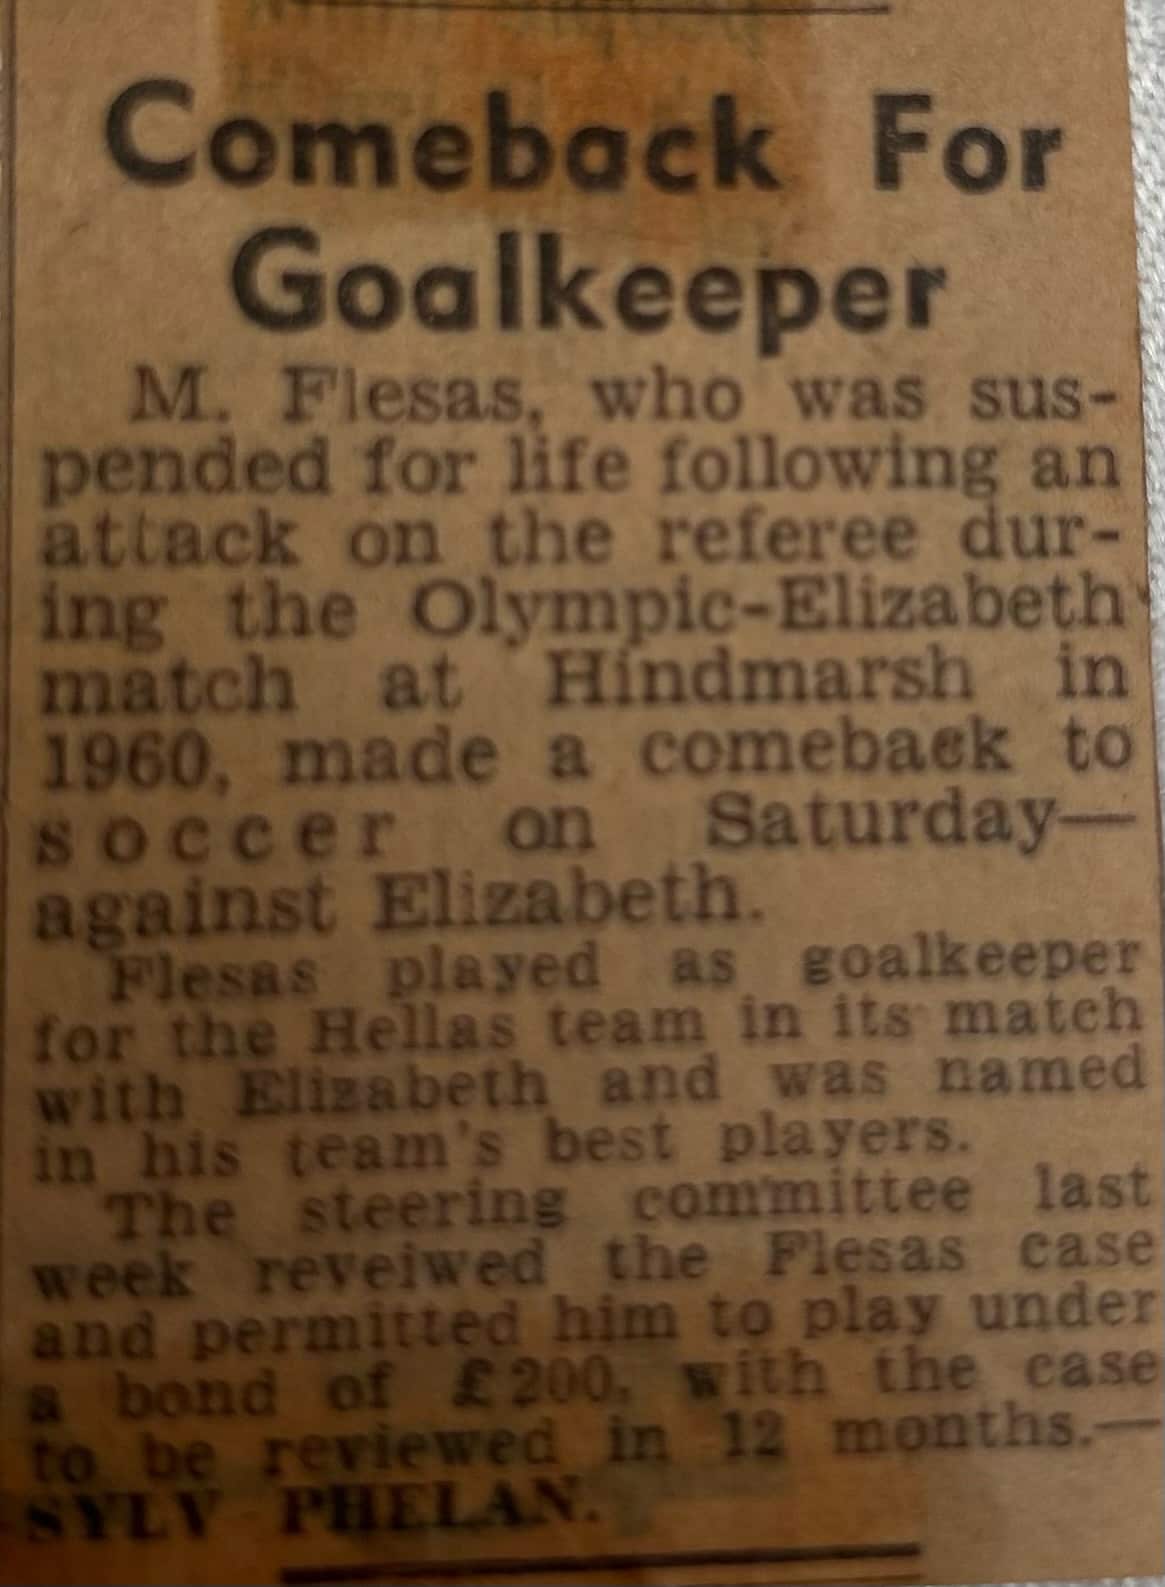 Comeback For
Goalkeeper
M. Flesas, who was sus-
pended for life following an
attack on the referee dur-
ing the Olympic-Elizabeth
match at Hindmarsh in
1960, made a comeback to
soccer on Saturday—
against Elizabeth.
Flesas played as goalkeeper
for the Hellas team in its match
with Elizabeth and was named
in his team's best players.
The steering committee last
week reveiwed the Flesas case
and permitted him to play under
a bond of £200, with the case
to be reviewed in 12 months.—
SYLV PHELAN.